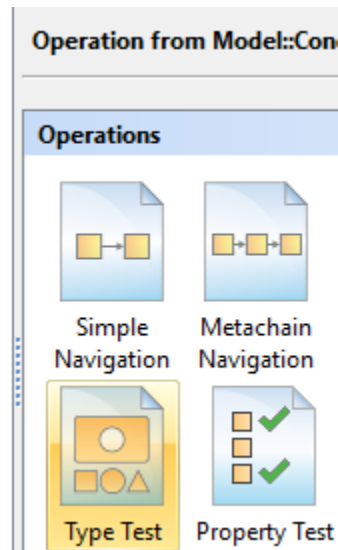 Operation from Model::Con
Operations
Simple Metachain
Navigation Navigation
Type Test Property Test